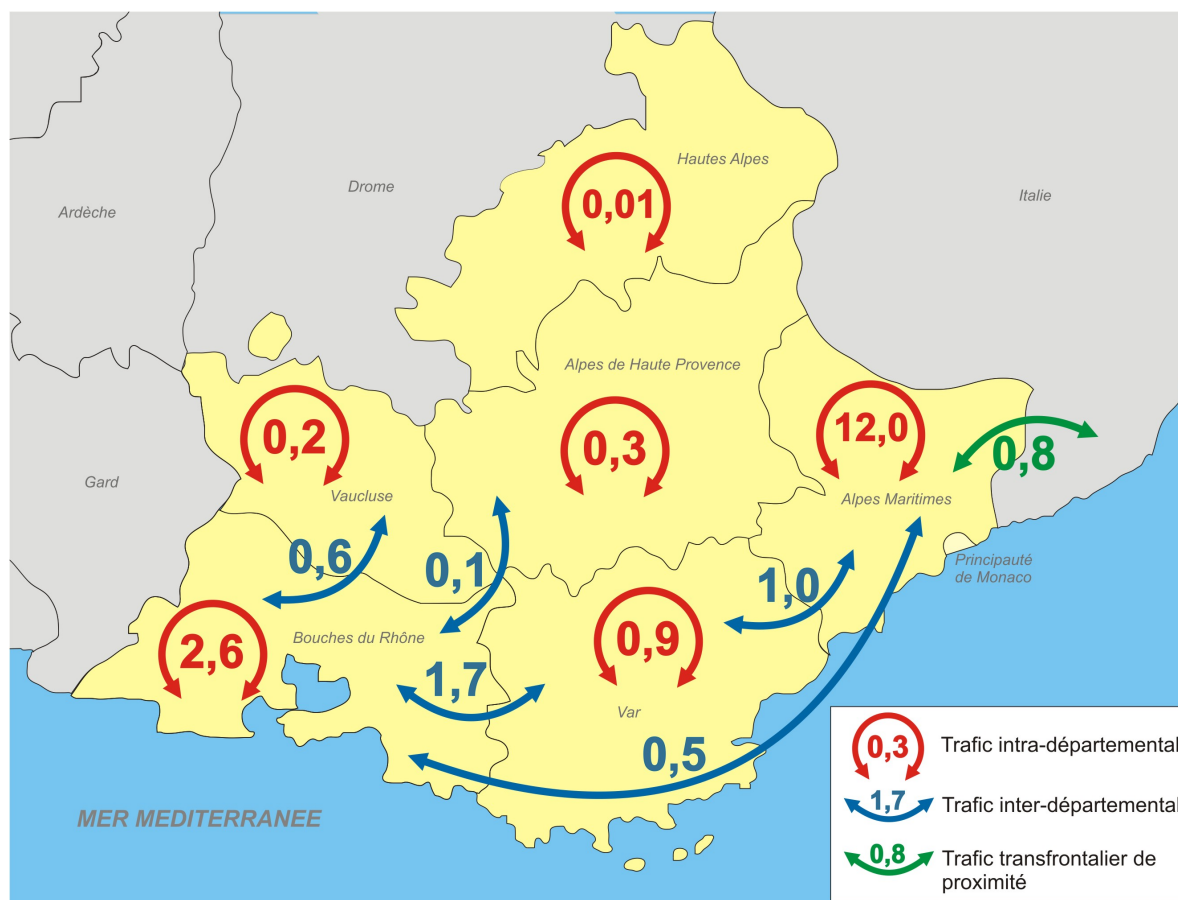 Hautes Alpes
Drome
Italie
Ardèche
0,01
Alpes de Haute Provence
12,0
0,2
0,3
0,8
Gard
Vaucluse
Alpes Maritimes
0,6
0,1
1,0
Principauté
de Monaco
Bouches du Rhône
2,6
0,9
1,7
Var
0,5
MER MEDITERRANEE
0,3
Trafic intra-départemental
1,7
Trafic inter-départemental
0,8
Trafic transfrontalier de
proximité